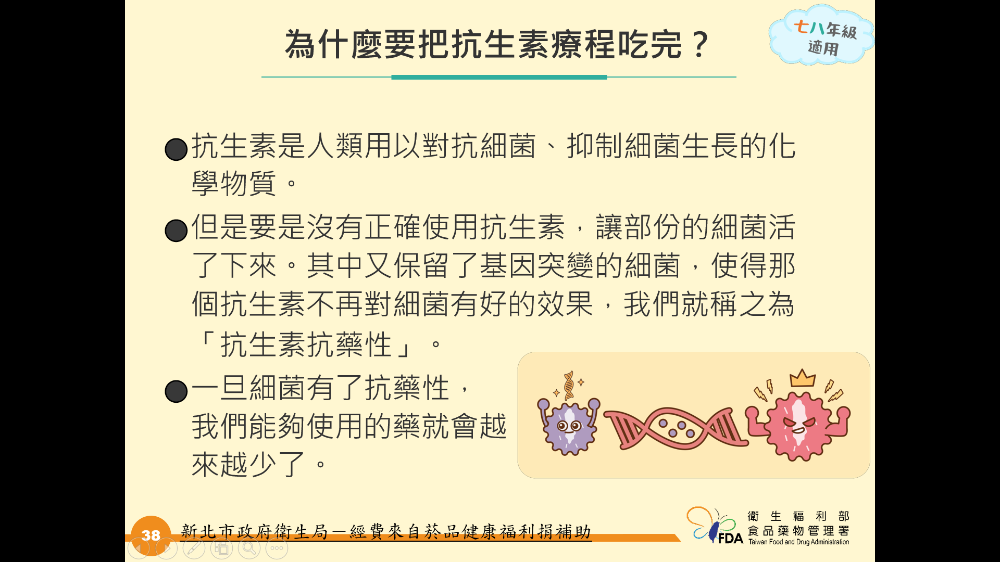 為什麼要把抗生素療程吃完？
七八年級
適用
●抗生素是人類用以對抗細菌、抑制細菌生長的化
學物質。
●但是要是沒有正確使用抗生素，讓部份的細菌活
了下來。其中又保留了基因突變的細菌，使得那
個抗生素不再對細菌有好的效果，我們就稱之為
「抗生素抗藥性」。
●一旦細菌有了抗藥性，
我們能夠使用的藥就會越
來越少了。
38
新北市政府衛生局－經費來自菸品健康福利捐補助
FDA
衛生福利部
食品藥物管理署
Taiwan Food and Drug Administration